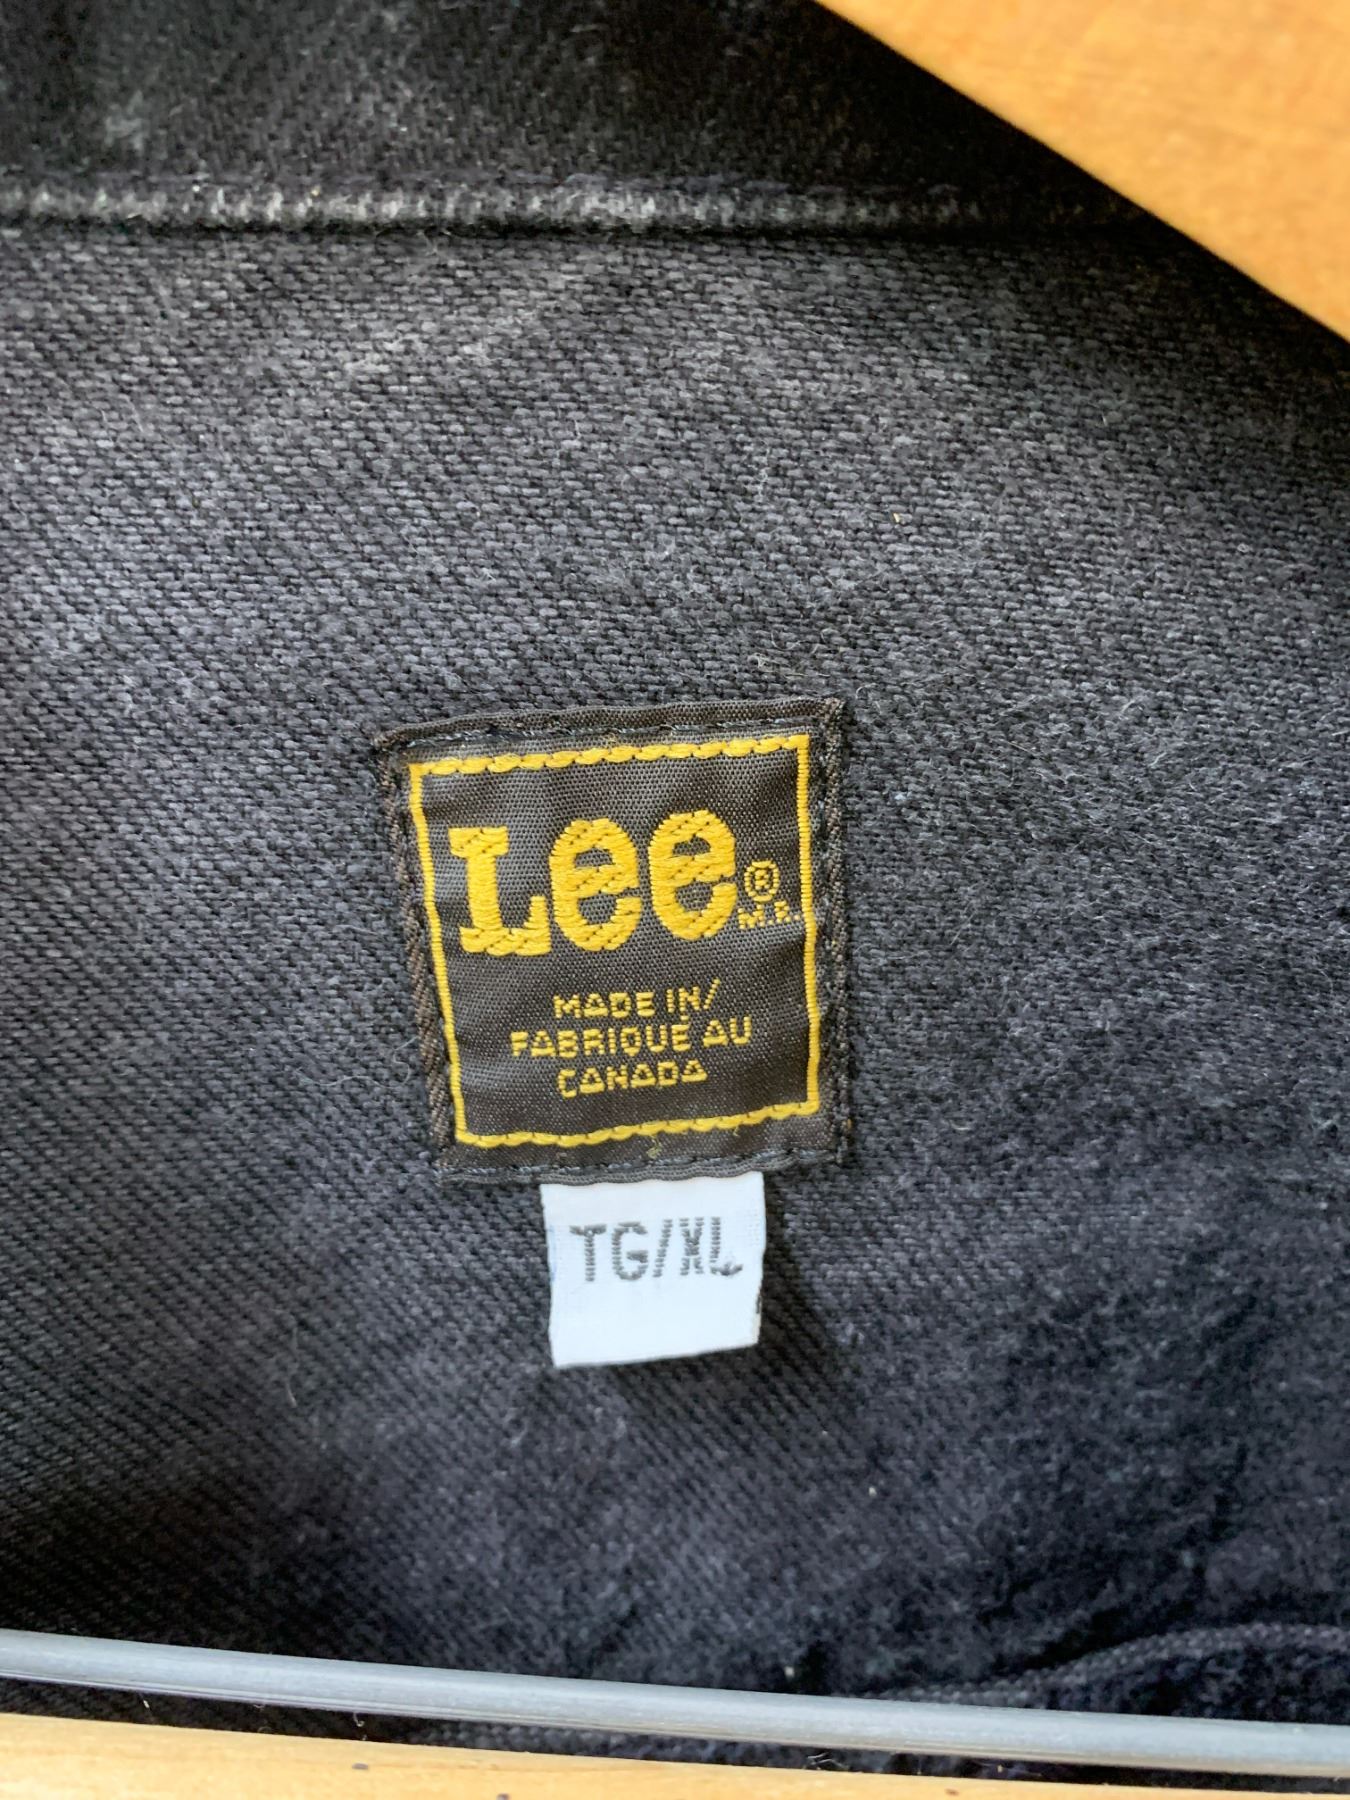 Lee®
M.R.
MADE IN/
FABRIQUE AU
CANADA
TG/XL